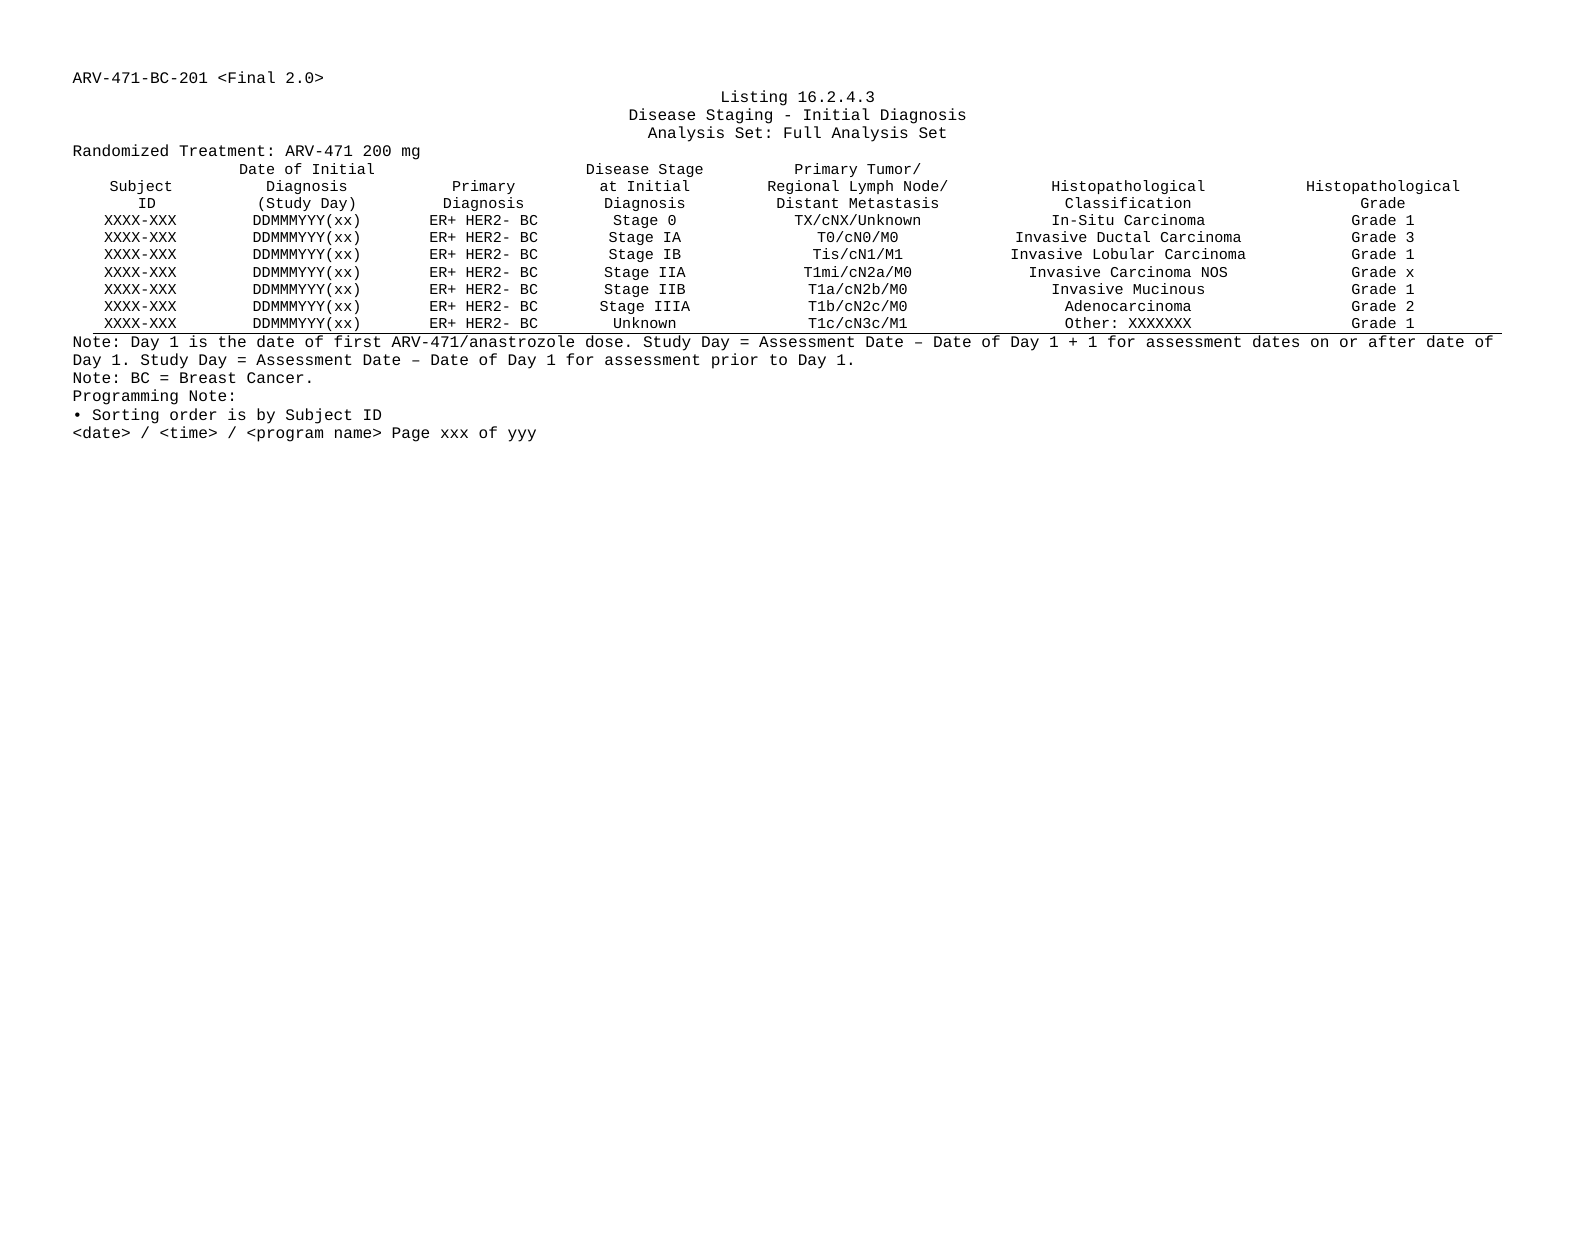 ARV-471-BC-201 <Final 2.0>
Listing 16.2.4.3
Disease Staging - Initial Diagnosis
Analysis Set: Full Analysis Set
Randomized Treatment: ARV-471 200 mg
Date of Initial Disease Stage Primary Tumor/
Subject Diagnosis Primary at Initial Regional Lymph Node/ Histopathological Histopathological
ID (Study Day) Diagnosis Diagnosis Distant Metastasis Classification Grade
XXXX-XXX DDMMMYYY(xx) ER+ HER2- BC Stage 0 TX/cNX/Unknown In-Situ Carcinoma Grade 1
XXXX-XXX DDMMMYYY(xx) ER+ HER2- BC Stage IA T0/cN0/M0 Invasive Ductal Carcinoma Grade 3
XXXX-XXX DDMMMYYY(xx) ER+ HER2- BC Stage IB Tis/cN1/M1 Invasive Lobular Carcinoma Grade 1
XXXX-XXX DDMMMYYY(xx) ER+ HER2- BC Stage IIA T1mi/cN2a/M0 Invasive Carcinoma NOS Grade x
XXXX-XXX DDMMMYYY(xx) ER+ HER2- BC Stage IIB T1a/cN2b/M0 Invasive Mucinous Grade 1
XXXX-XXX DDMMMYYY(xx) ER+ HER2- BC Stage IIIA T1b/cN2c/M0 Adenocarcinoma Grade 2
XXXX-XXX DDMMMYYY(xx) ER+ HER2- BC Unknown T1c/cN3c/M1 Other: XXXXXXX Grade 1
Note: Day 1 is the date of first ARV-471/anastrozole dose. Study Day = Assessment Date – Date of Day 1 + 1 for assessment dates on or after date of
Day 1. Study Day = Assessment Date – Date of Day 1 for assessment prior to Day 1.
Note: BC = Breast Cancer.
Programming Note:
• Sorting order is by Subject ID
<date> / <time> / <program name> Page xxx of yyy